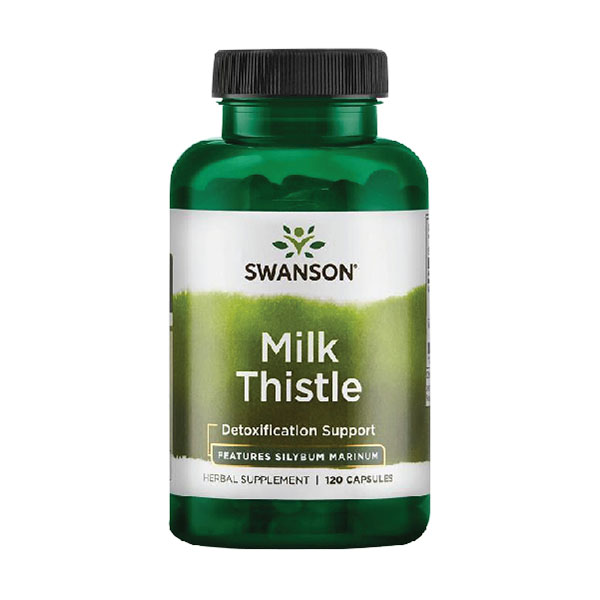 SWANSON®
Milk
Thistle
Detoxification Support
FEATURES SILYBUM MARINUM
HERBAL SUPPLEMENT | 120 CAPSULES